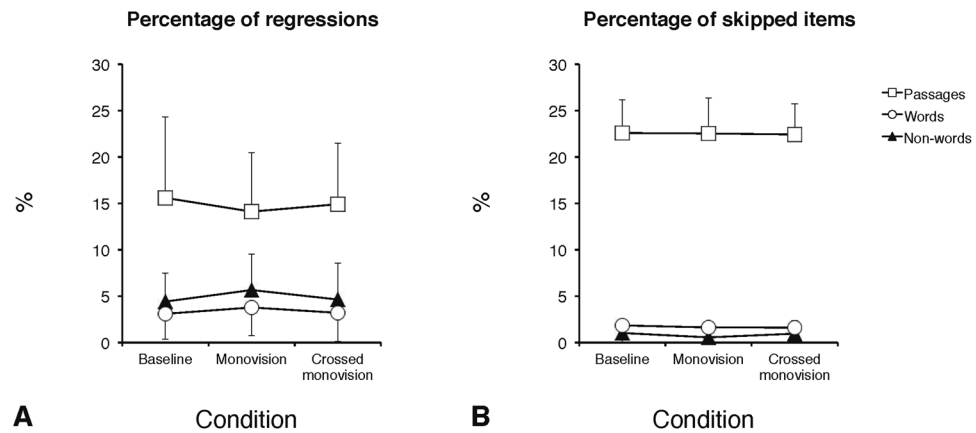 Percentage of regressions
30
25
20
15
10
5
0
%
Baseline
Monovision
Crossed
monovision
A
Condition
Percentage of skipped items
30
25
20
15
10
5
0
%
Baseline
Monovision
Crossed
monovision
B
Condition
Passages
Words
Non-words